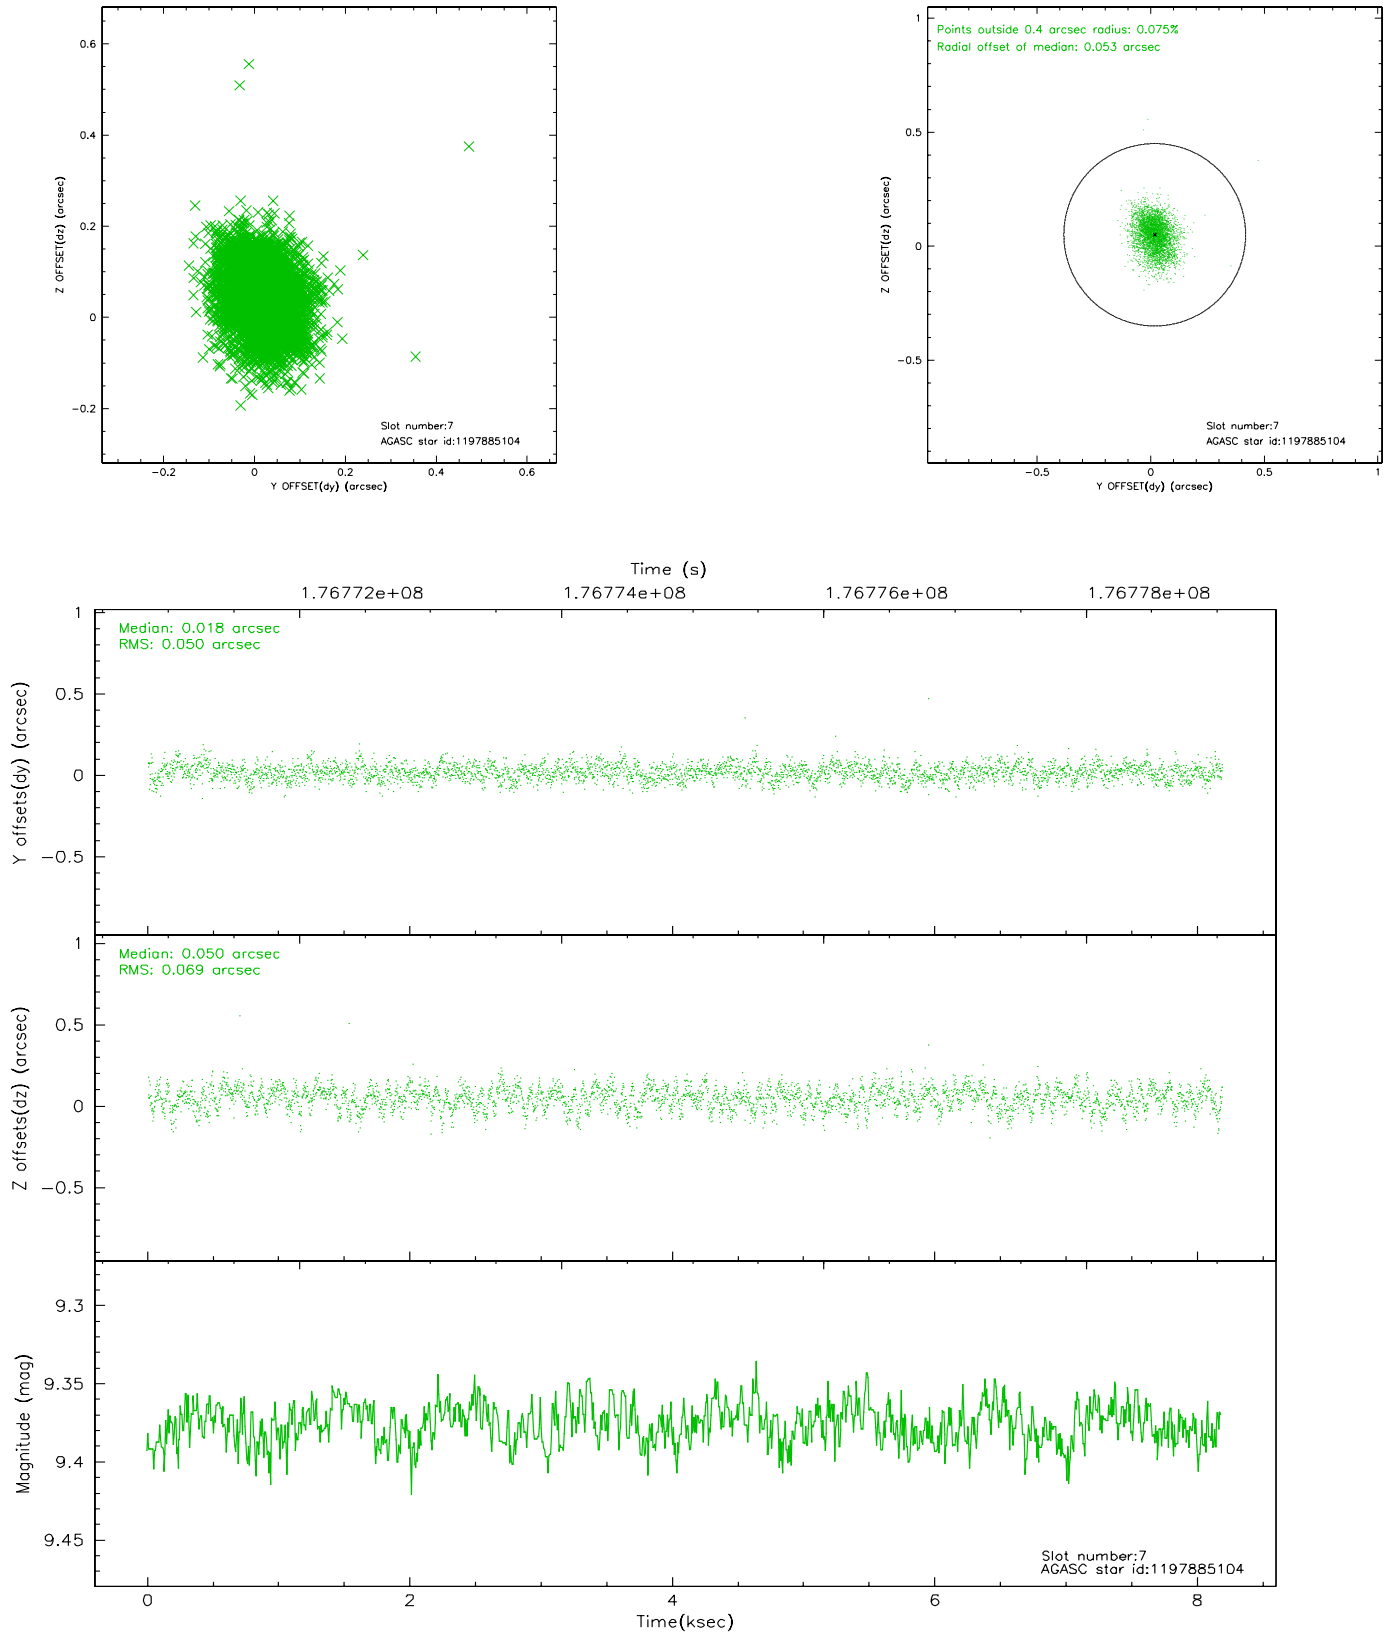 0.6
0.4
0.2
0
−0.2
Z OFFSET(dz) (arcsec)
Slot number:7
AGASC star id:1197885104
−0.2 0 0.2 0.4 0.6
Y OFFSET(dy) (arcsec)
Points outside 0.4 arcsec radius: 0.075%
Radial offset of median: 0.053 arcsec
1
0.5
0
−0.5
Z OFFSET(dz) (arcsec)
Slot number:7
AGASC star id:1197885104
−0.5 0 0.5 1
Y OFFSET(dy) (arcsec)
Time (s)
1.76772e+08 1.76774e+08 1.76776e+08 1.76778e+08
Median: 0.018 arcsec
RMS: 0.050 arcsec
1
0.5
0
−0.5
Y offsets(dy) (arcsec)
Median: 0.050 arcsec
RMS: 0.069 arcsec
1
0.5
0
−0.5
Z offsets(dz) (arcsec)
9.3
9.35
9.4
9.45
Magnitude (mag)
Slot number:7
AGASC star id:1197885104
0 2 4 6 8
Time(ksec)